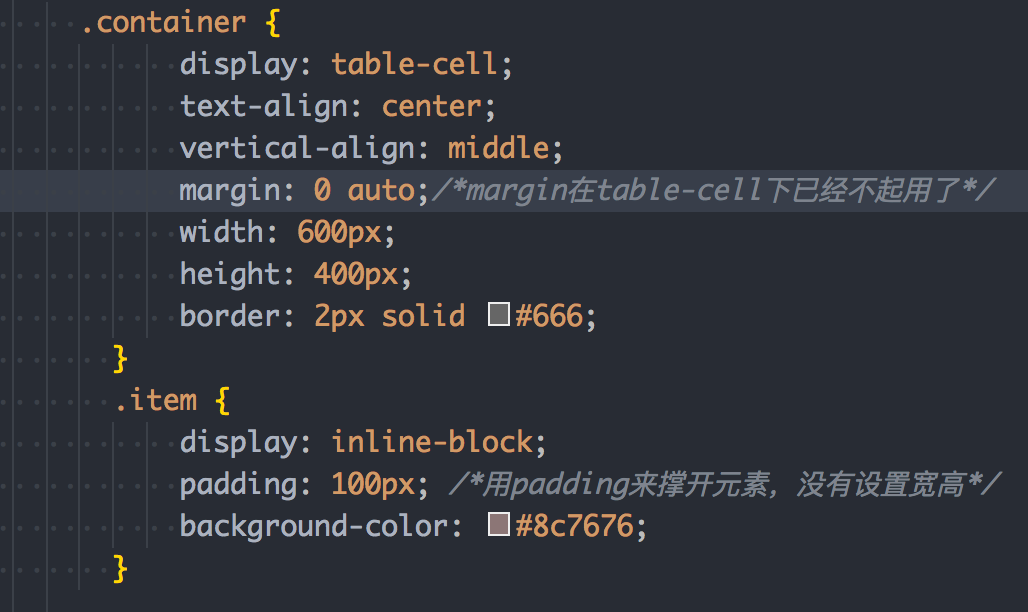 .container {
display: table-cell;
text-align: center;
vertical-align: middle;
margin: 0 auto;/*margin在table-cell下已经不起用了*/
width: 600px;
height: 400px;
border: 2px solid #666;
}
.item {
display: inline-block;
padding: 100px; /*用padding来撑开元素，没有设置宽高*/
background-color: #8c7676;
}